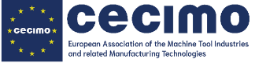 cecimo
CECIMO
European Association of the Machine Tool Industries
and related Manufacturing Technologies